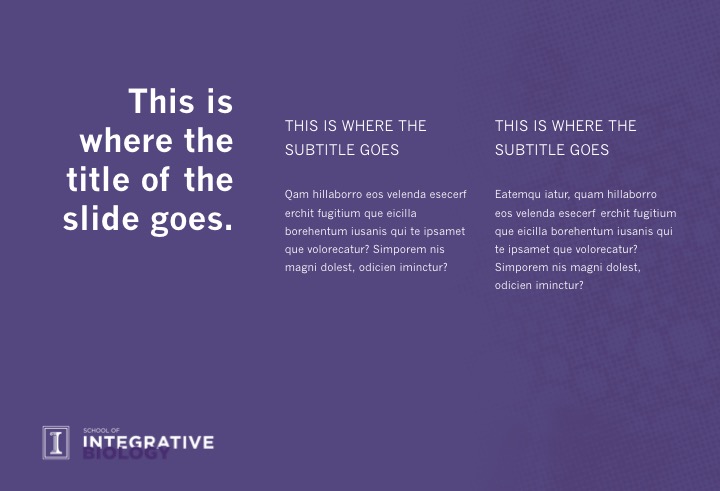 This is
where the
title of the
slide goes.
THIS IS WHERE THE
SUBTITLE GOES
Qam hillaborro eos velenda esecerf
erchit fugitium que eicilla
borehentum iusanis qui te ipsamet
que volorecatur? Simporem nis
magni dolest, odicien iminctur?
THIS IS WHERE THE
SUBTITLE GOES
Eatemqu iatur, quam hillaborro
eos velenda esecerf erchit fugitium
que eicilla borehentum iusanis qui
te ipsamet que volorecatur?
Simporem nis magni dolest,
odicien iminctur?
I
SCHOOL OF
INTEGRATIVE
BIOLOGY